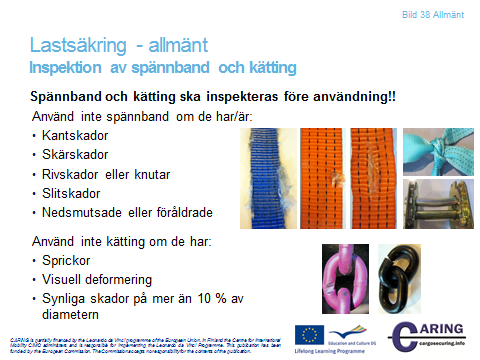 Bild 38 Allmänt
Lastsäkring - allmänt
Inspektion av spännband och kätting
Spännband och kätting ska inspekteras före användning!!
Använd inte spännband om de har/är:
• Kantskador
• Skärskador
• Rivskador eller knutar
• Slitskador
• Nedsmutsade eller föråldrade
Använd inte kätting om de har:
• Sprickor
• Visuell deformering
• Synliga skador på mer än 10 % av
diametern
CARING is partially financed by the Leonardo da Vinci programme of the European Union. In Finland the Centre for International
Mobility CIMO administers and is responsible for implementing the Leonardo da Vinci Programme. This publication has been
funded by the European Commission. The Commission accepts no responsibility for the contents of the publication.
Education and Culture DG
Lifelong Learning Programme
CARING
cargosecuring.info